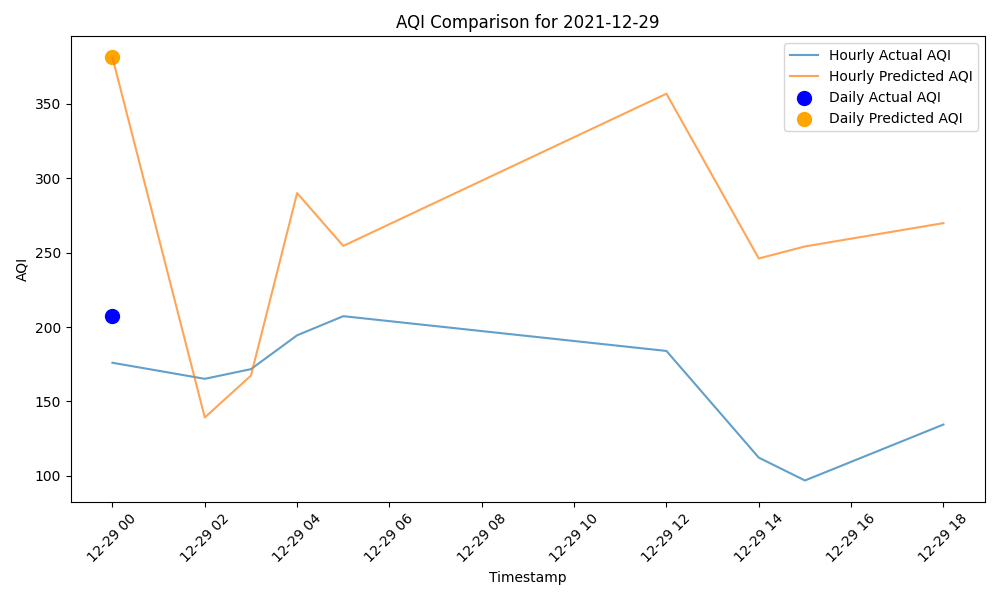 AQI Comparison for 2021-12-29
Hourly Actual AQI
Hourly Predicted AQI
Daily Actual AQI
Daily Predicted AQI
AQI
350
300
250
200
150
100
12-29 00
12-29 02
12-29 04
12-29 06
12-29 08
12-29 10
12-29 12
12-29 14
12-29 16
12-29 18
Timestamp